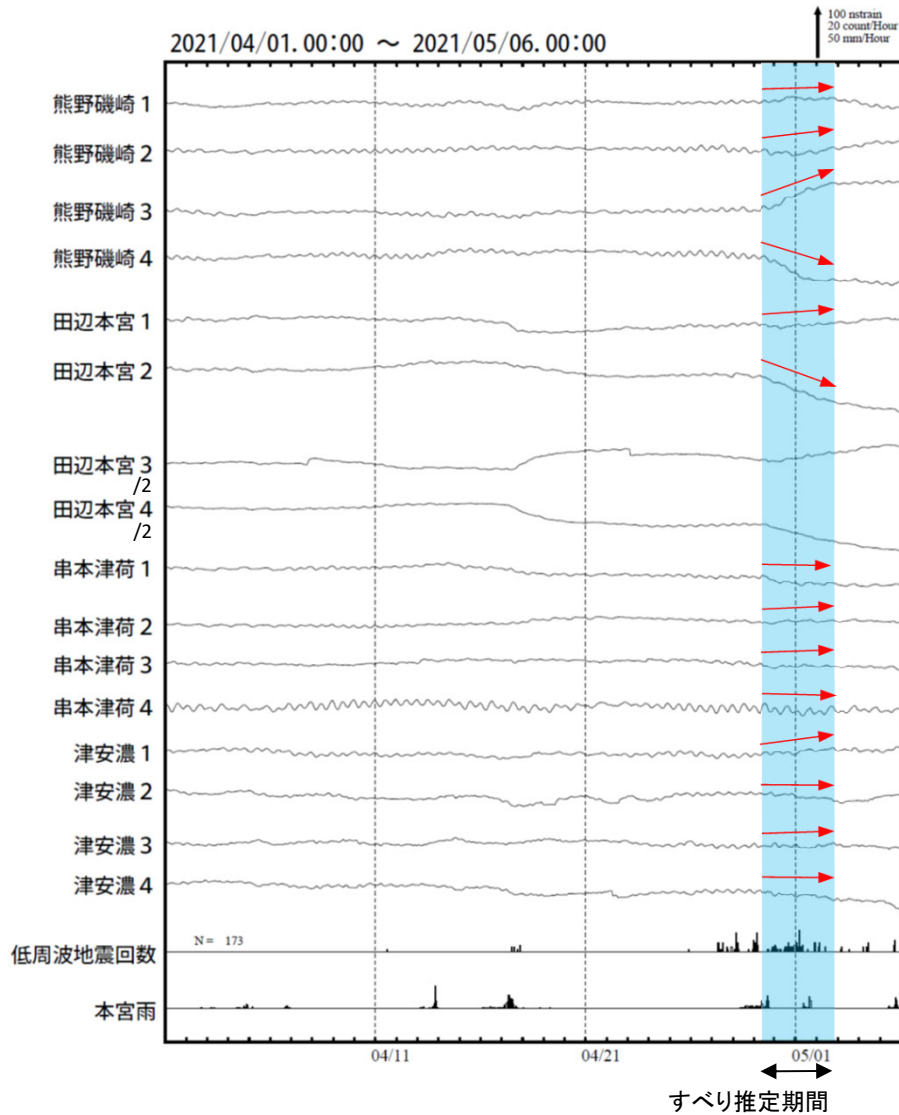 2021/04/01. 00:00 ～ 2021/05/06. 00:00
100 nstrain
20 count/Hour
50 mm/Hour
熊野磯崎 1
熊野磯崎 2
熊野磯崎 3
熊野磯崎 4
田辺本宮 1
田辺本宮 2
田辺本宮 3
/2
田辺本宮 4
/2
串本津荷 1
串本津荷 2
串本津荷 3
串本津荷 4
津安濃 1
津安濃 2
津安濃 3
津安濃 4
低周波地震回数
N= 173
本宮雨
04/11
04/21
05/01
すべり推定期間